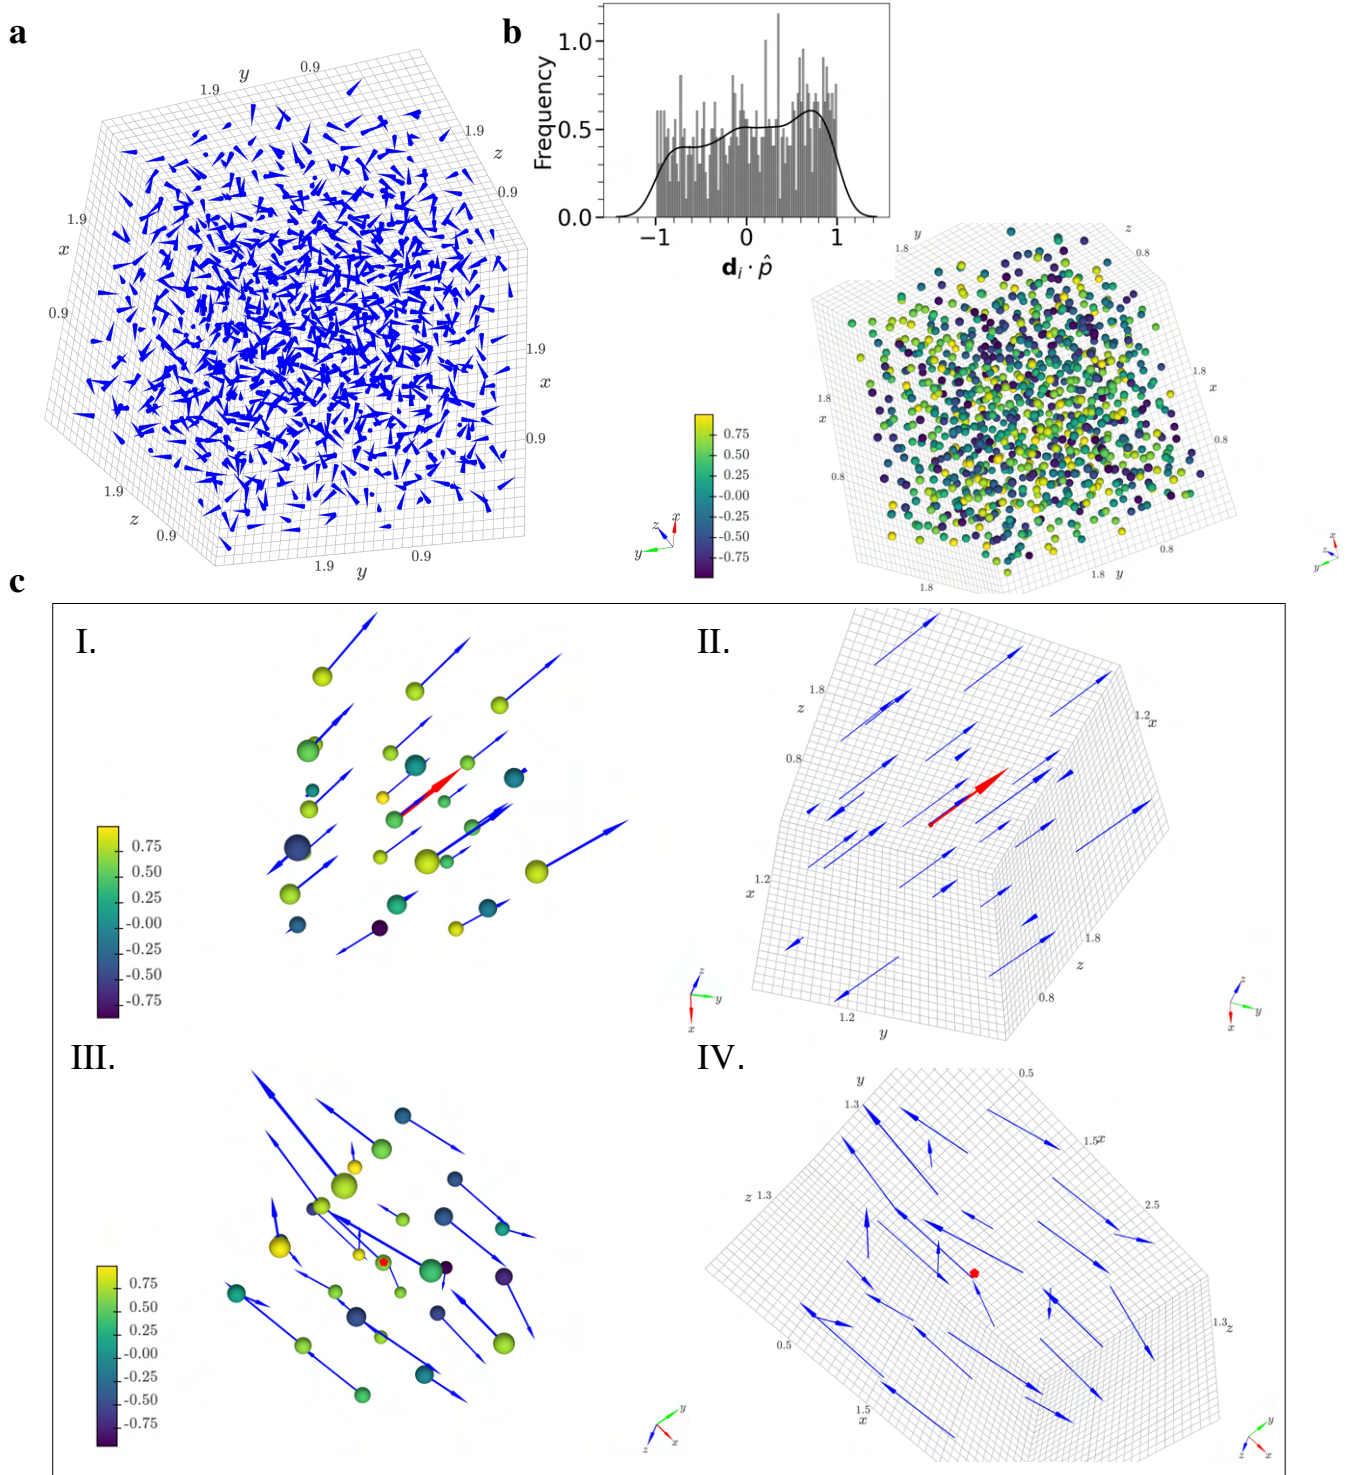 a
y
0.9
1.9
1.9
z
0.9
1.9
x
0.9
1.9
x
0.9
1.9
z
0.9
1.9
y
0.9
z
x
y
b
Frequency
1.0
0.5
0.0
−1
0
1
𝐝ᵢ · p̂
y
1.8
z
0.8
1.8
x
0.8
1.8
x
0.8
1.8
1.8
y
0.8
0.75
0.50
0.25
-0.00
-0.25
-0.50
-0.75
x
z
y
c
I.
0.75
0.50
0.25
-0.00
-0.25
-0.50
-0.75
z
y
x
II.
1.8
z
0.8
1.2
x
1.2
x
1.8
z
0.8
1.2
y
z
y
x
III.
0.75
0.50
0.25
-0.00
-0.25
-0.50
-0.75
y
z
x
IV.
y
1.3
0.5
1.5
x
2.5
z
1.3
0.5
1.5
x
1.3
z
y
z
x